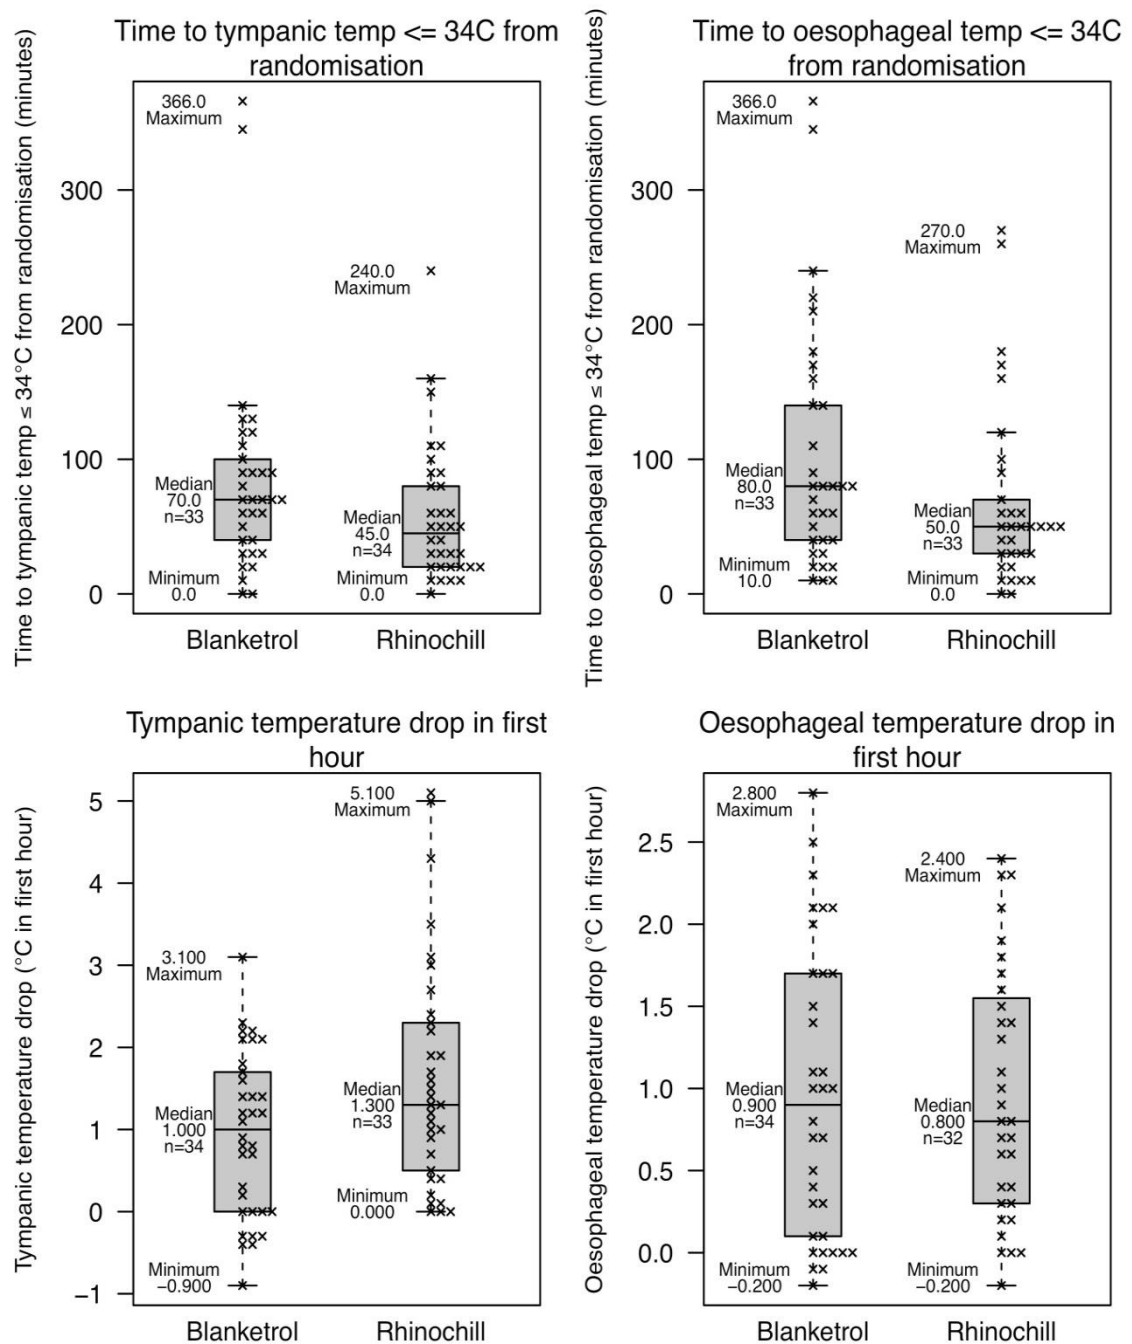 Time to tympanic temp <= 34C from
randomisation
Time to tympanic temp ≤ 34°C from randomisation (minutes)
300
200
100
0
366.0
Maximum
Median
70.0
n=33
Minimum
0.0
240.0
Maximum
Median
45.0
n=34
Minimum
0.0
Blanketrol
Rhinochill
Time to oesophageal temp <= 34C
from randomisation
Time to oesophageal temp ≤ 34°C from randomisation (minutes)
300
200
100
0
366.0
Maximum
Median
80.0
n=33
Minimum
10.0
270.0
Maximum
Median
50.0
n=33
Minimum
0.0
Blanketrol
Rhinochill
Tympanic temperature drop in first
hour
Tympanic temperature drop (°C in first hour)
5
4
3
2
1
0
−1
3.100
Maximum
Median
1.000
n=34
Minimum
−0.900
5.100
Maximum
Median
1.300
n=33
Minimum
0.000
Blanketrol
Rhinochill
Oesophageal temperature drop in
first hour
Oesophageal temperature drop (°C in first hour)
2.5
2.0
1.5
1.0
0.5
0.0
2.800
Maximum
Median
0.900
n=34
Minimum
−0.200
2.400
Maximum
Median
0.800
n=32
Minimum
−0.200
Blanketrol
Rhinochill